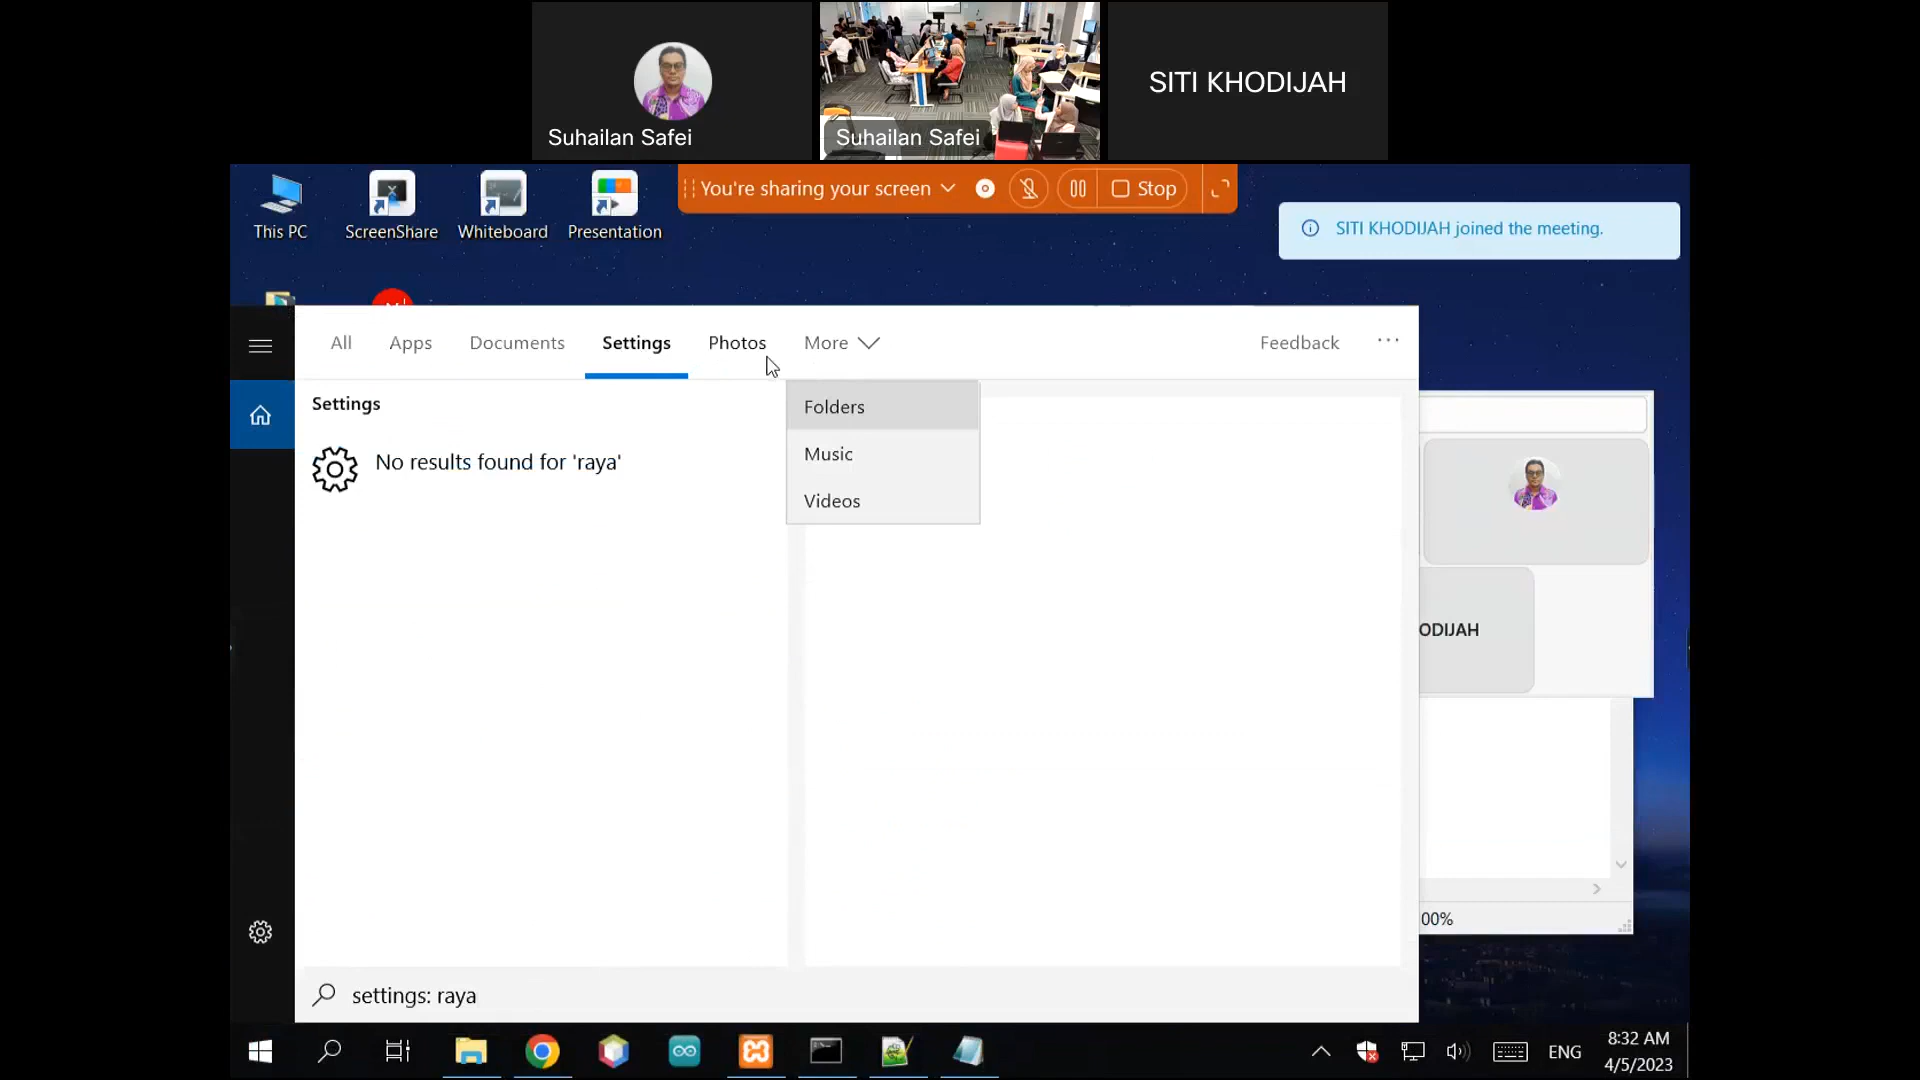 Suhailan Safei
Suhailan Safei
SITI KHODIJAH
You're sharing your screen
Stop
This PC
ScreenShare
Whiteboard
Presentation
SITI KHODIJAH joined the meeting.
All
Apps
Documents
Settings
Photos
More
Feedback
Settings
Folders
No results found for 'raya'
Music
Videos
ODIJAH
00%
settings: raya
ENG
8:32 AM
4/5/2023